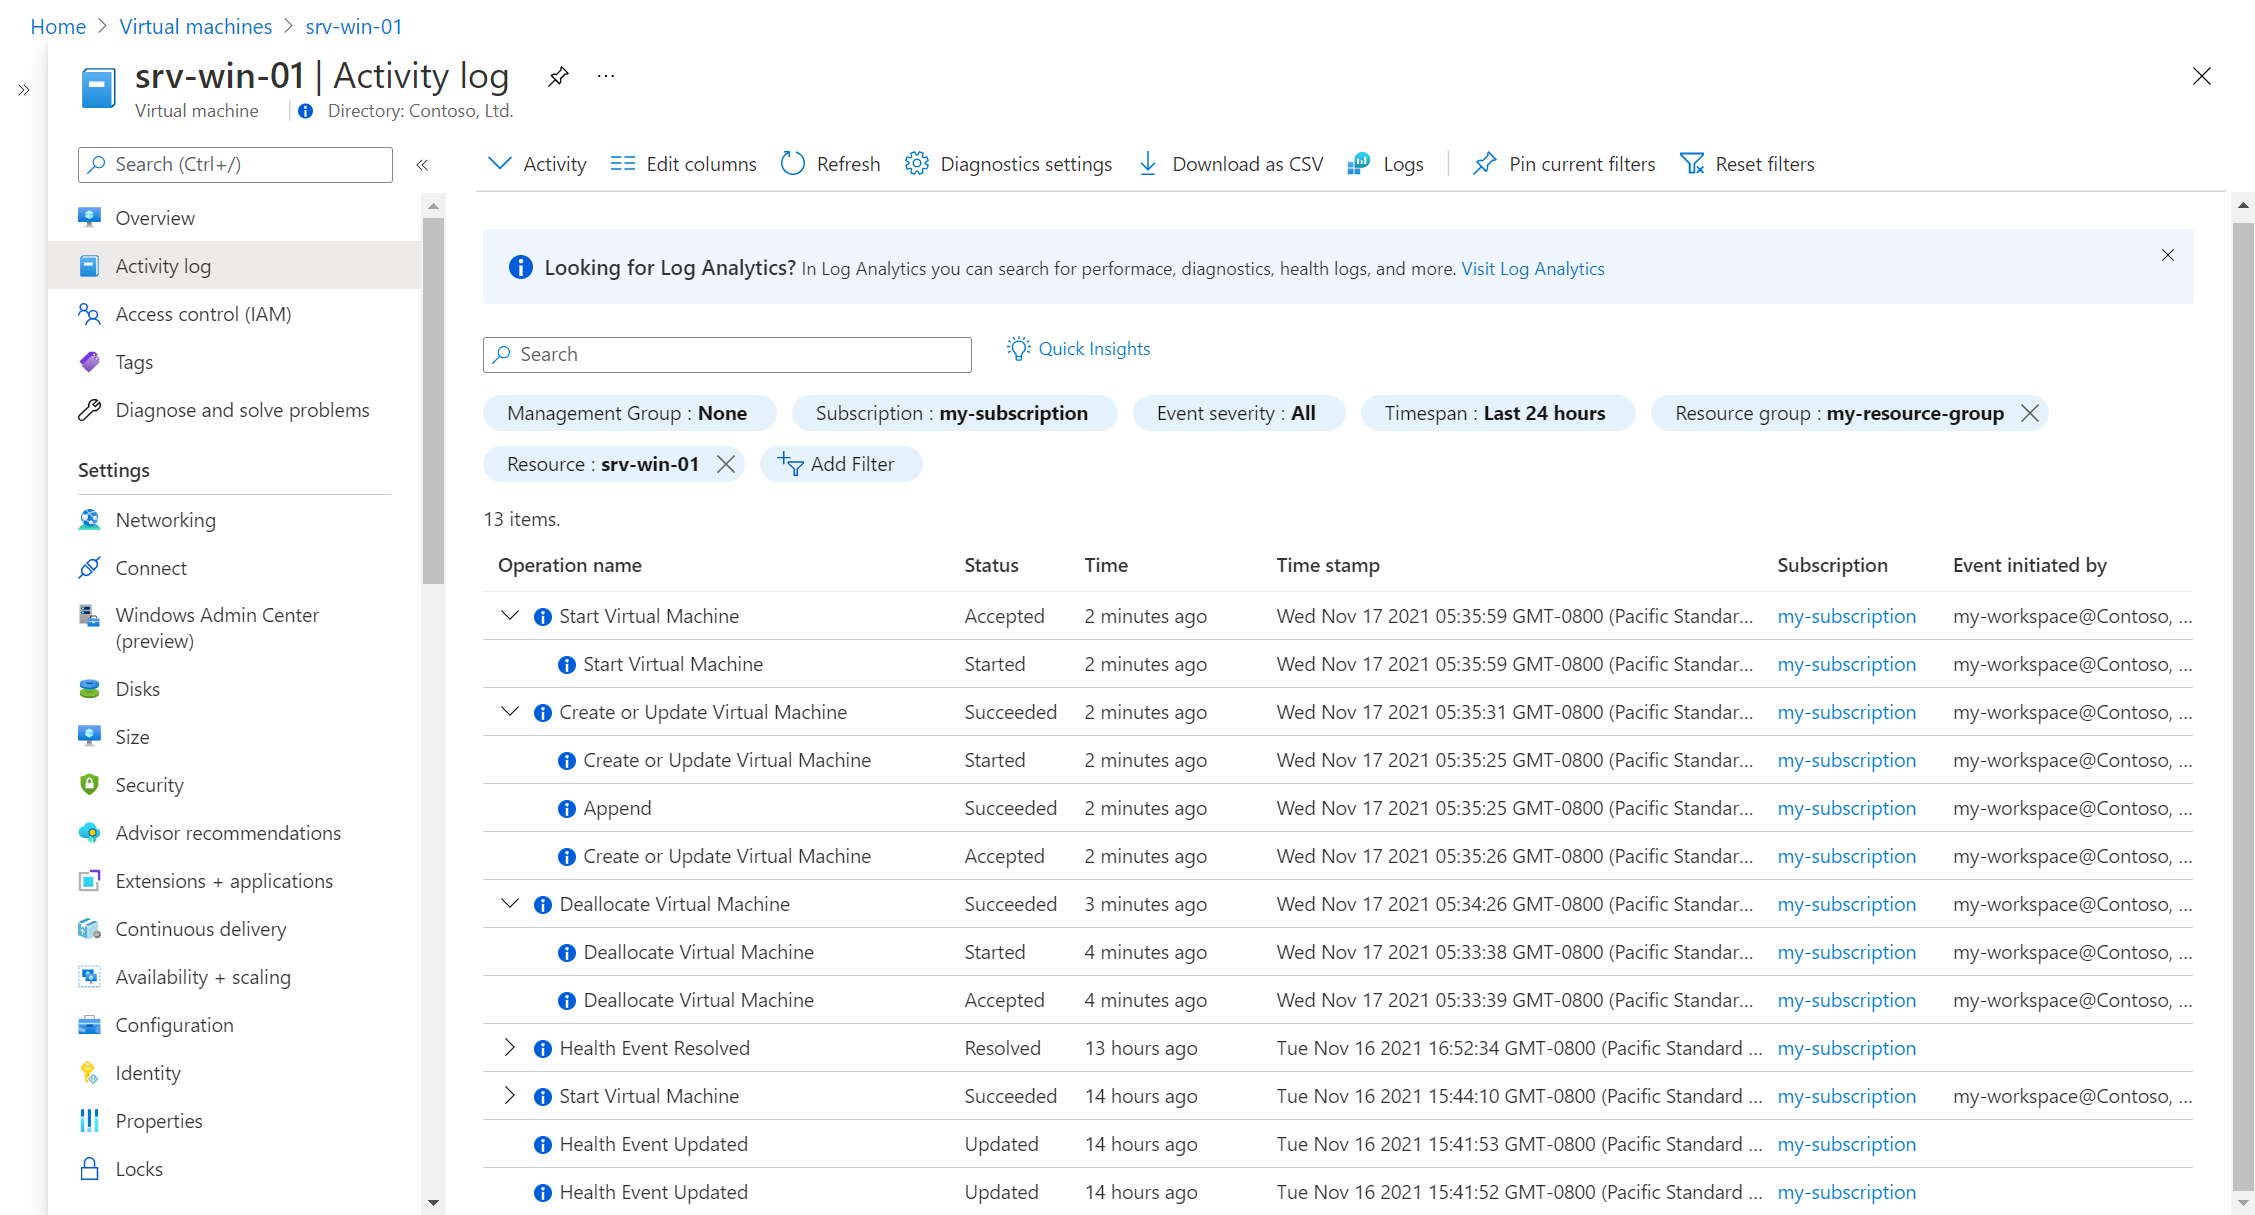 Home > Virtual machines > srv-win-01
srv-win-01 | Activity log ...
Virtual machine | Directory: Contoso, Ltd.
Search (Ctrl+/)
Overview
Activity log
Access control (IAM)
Tags
Diagnose and solve problems
Settings
Networking
Connect
Windows Admin Center
(preview)
Disks
Size
Security
Advisor recommendations
Extensions + applications
Continuous delivery
Availability + scaling
Configuration
Identity
Properties
Locks
Activity Edit columns Refresh Diagnostics settings Download as CSV Logs Pin current filters Reset filters
Looking for Log Analytics? In Log Analytics you can search for performace, diagnostics, health logs, and more. Visit Log Analytics
Search Quick Insights
Management Group : None Subscription : my-subscription Event severity : All Timespan : Last 24 hours Resource group : my-resource-group
Resource : srv-win-01 Add Filter
13 items.
Operation name Status Time Time stamp Subscription Event initiated by
Start Virtual Machine Accepted 2 minutes ago Wed Nov 17 2021 05:35:59 GMT-0800 (Pacific Standar... my-subscription my-workspace@Contoso, ...
Start Virtual Machine Started 2 minutes ago Wed Nov 17 2021 05:35:59 GMT-0800 (Pacific Standar... my-subscription my-workspace@Contoso, ...
Create or Update Virtual Machine Succeeded 2 minutes ago Wed Nov 17 2021 05:35:31 GMT-0800 (Pacific Standar... my-subscription my-workspace@Contoso, ...
Create or Update Virtual Machine Started 2 minutes ago Wed Nov 17 2021 05:35:25 GMT-0800 (Pacific Standar... my-subscription my-workspace@Contoso, ...
Append Succeeded 2 minutes ago Wed Nov 17 2021 05:35:25 GMT-0800 (Pacific Standar... my-subscription my-workspace@Contoso, ...
Create or Update Virtual Machine Accepted 2 minutes ago Wed Nov 17 2021 05:35:26 GMT-0800 (Pacific Standar... my-subscription my-workspace@Contoso, ...
Deallocate Virtual Machine Succeeded 3 minutes ago Wed Nov 17 2021 05:34:26 GMT-0800 (Pacific Standar... my-subscription my-workspace@Contoso, ...
Deallocate Virtual Machine Started 4 minutes ago Wed Nov 17 2021 05:33:38 GMT-0800 (Pacific Standar... my-subscription my-workspace@Contoso, ...
Deallocate Virtual Machine Accepted 4 minutes ago Wed Nov 17 2021 05:33:39 GMT-0800 (Pacific Standar... my-subscription my-workspace@Contoso, ...
Health Event Resolved Resolved 13 hours ago Tue Nov 16 2021 16:52:34 GMT-0800 (Pacific Standard ... my-subscription
Start Virtual Machine Succeeded 14 hours ago Tue Nov 16 2021 15:44:10 GMT-0800 (Pacific Standard ... my-subscription my-workspace@Contoso, ...
Health Event Updated Updated 14 hours ago Tue Nov 16 2021 15:41:53 GMT-0800 (Pacific Standard ... my-subscription
Health Event Updated Updated 14 hours ago Tue Nov 16 2021 15:41:52 GMT-0800 (Pacific Standard ... my-subscription